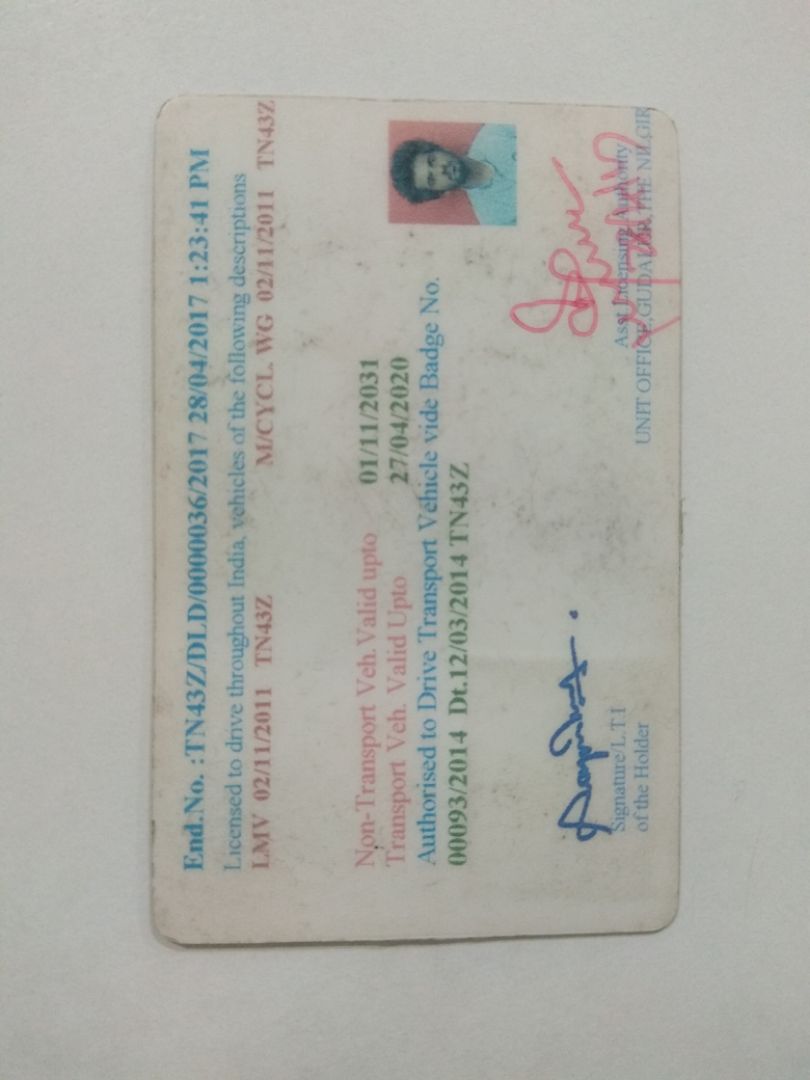 End.No. :TN43Z/DLD/0000036/2017 28/04/2017 1:23:41 PM
Licensed to drive throughout India, vehicles of the following descriptions
LMV 02/11/2011 TN43Z M/CYCL. WG 02/11/2011 TN43Z
Non-Transport Veh.Valid upto 01/11/2031
Transport Veh. Valid Upto 27/04/2020
Authorised to Drive Transport Vehicle vide Badge No.
00093/2014 Dt.12/03/2014 TN43Z
Signature/L.T.I
of the Holder
Asst Licensing Authority
UNIT OFFICE,GUDALUR,THE NILGIR